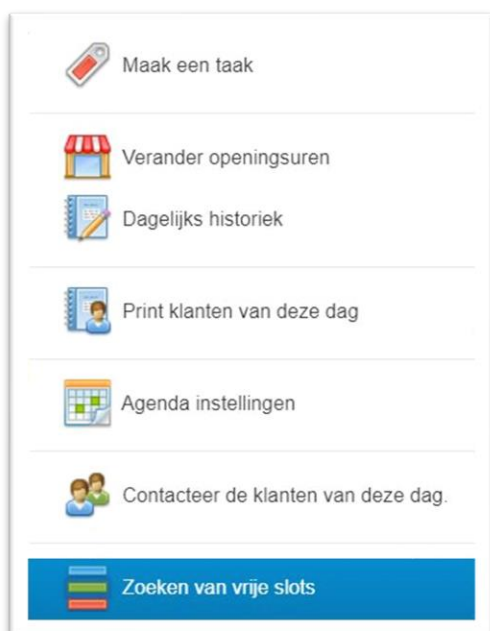 Maak een taak
Verander openingsuren
Dagelijks historiek
Print klanten van deze dag
Agenda instellingen
Contacteer de klanten van deze dag.
Zoeken van vrije slots